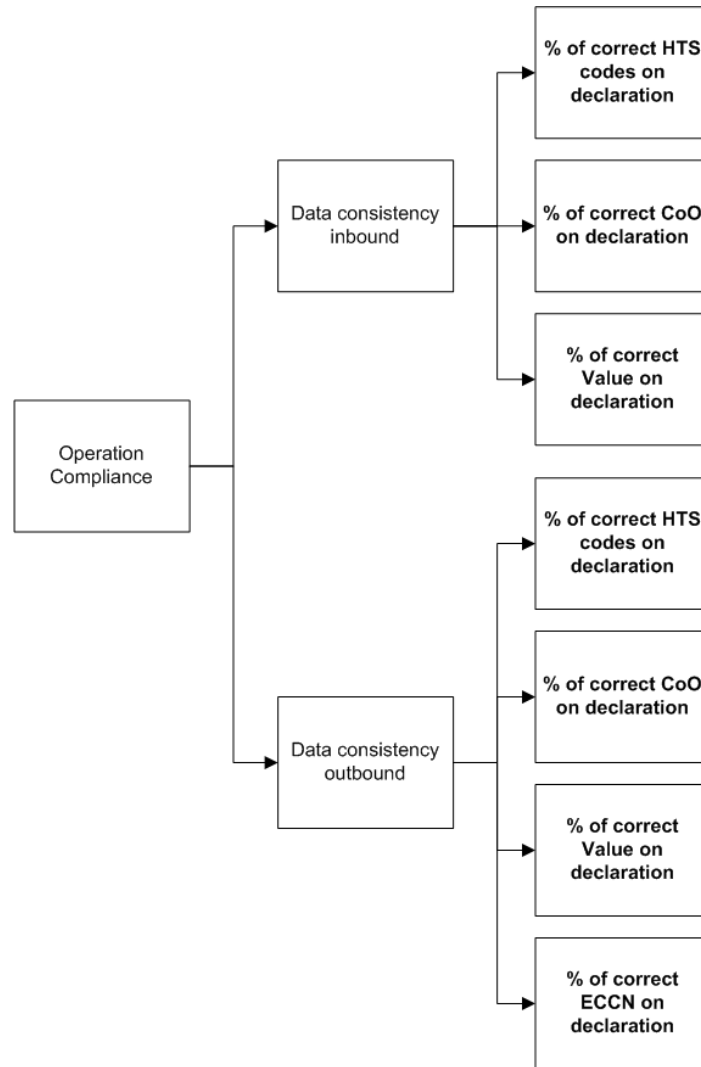 % of correct HTS
codes on
declaration
Data consistency
inbound
% of correct CoO
on declaration
% of correct
Value on
declaration
Operation
Compliance
% of correct HTS
codes on
declaration
% of correct CoO
on declaration
Data consistency
outbound
% of correct
Value on
declaration
% of correct
ECCN on
declaration